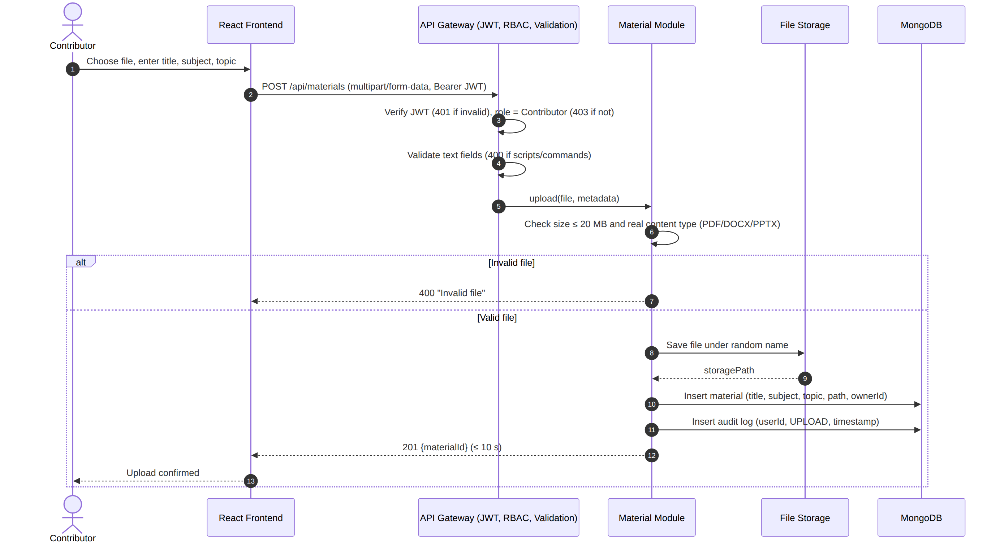 React Frontend
API Gateway (JWT, RBAC, Validation)
Material Module
File Storage
MongoDB
Contributor
Choose file, enter title, subject, topic
1
POST /api/materials (multipart/form-data, Bearer JWT)
2
Verify JWT (401 if invalid), role = Contributor (403 if not)
3
Validate text fields (400 if scripts/commands)
4
upload(file, metadata)
5
Check size ≤ 20 MB and real content type (PDF/DOCX/PPTX)
6
alt
[Invalid file]
400 "Invalid file"
7
[Valid file]
Save file under random name
8
storagePath
9
Insert material (title, subject, topic, path, ownerId)
10
Insert audit log (userId, UPLOAD, timestamp)
11
201 {materialId} (≤ 10 s)
12
Upload confirmed
13
React Frontend
API Gateway (JWT, RBAC, Validation)
Material Module
File Storage
MongoDB
Contributor